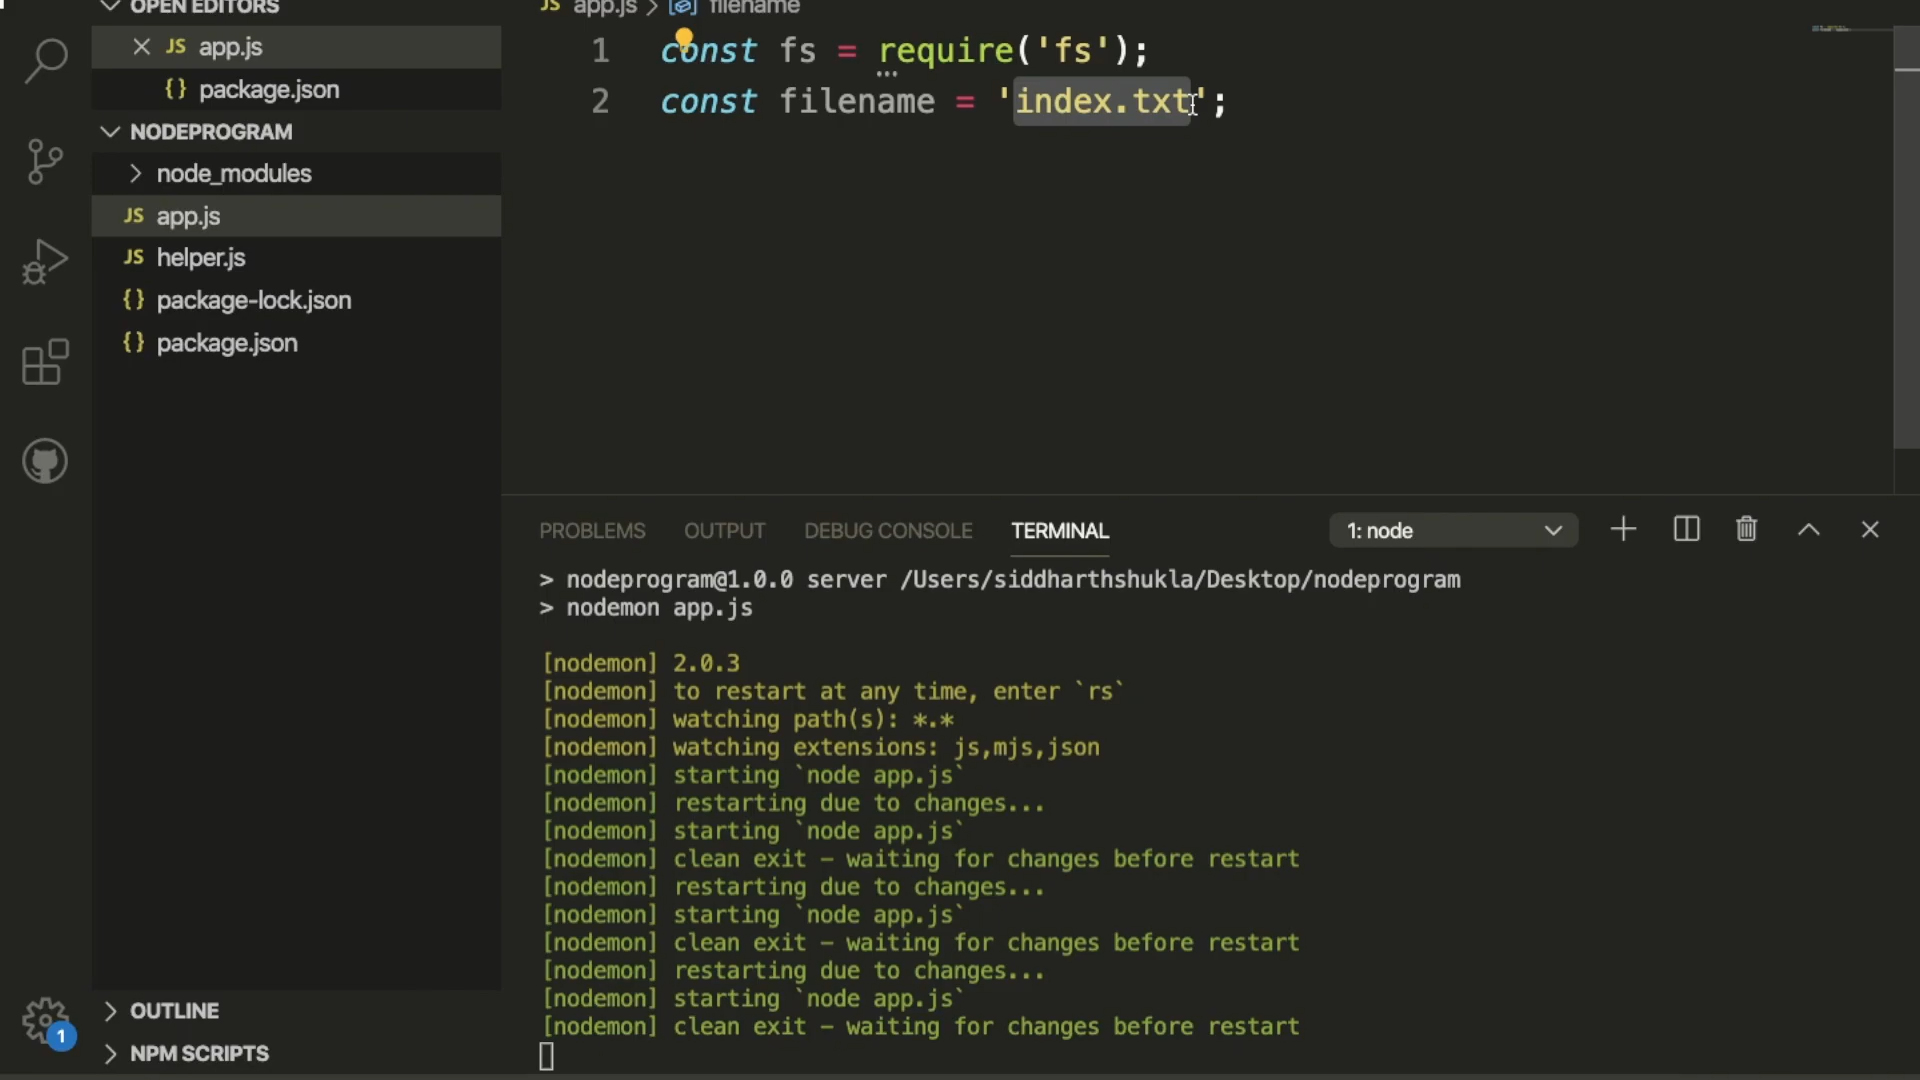 OPEN EDITORS
JS app.js
{} package.json
NODEPROGRAM
node_modules
JS app.js
JS helper.js
{} package-lock.json
{} package.json
OUTLINE
NPM SCRIPTS
1
JS app.js > filename
1 const fs = require('fs');
2 const filename = 'index.txt';
PROBLEMS OUTPUT DEBUG CONSOLE TERMINAL 1: node
> nodeprogram@1.0.0 server /Users/siddharthshukla/Desktop/nodeprogram
> nodemon app.js
[nodemon] 2.0.3
[nodemon] to restart at any time, enter `rs`
[nodemon] watching path(s): *.*
[nodemon] watching extensions: js,mjs,json
[nodemon] starting `node app.js`
[nodemon] restarting due to changes...
[nodemon] starting `node app.js`
[nodemon] clean exit - waiting for changes before restart
[nodemon] restarting due to changes...
[nodemon] starting `node app.js`
[nodemon] clean exit - waiting for changes before restart
[nodemon] restarting due to changes...
[nodemon] starting `node app.js`
[nodemon] clean exit - waiting for changes before restart